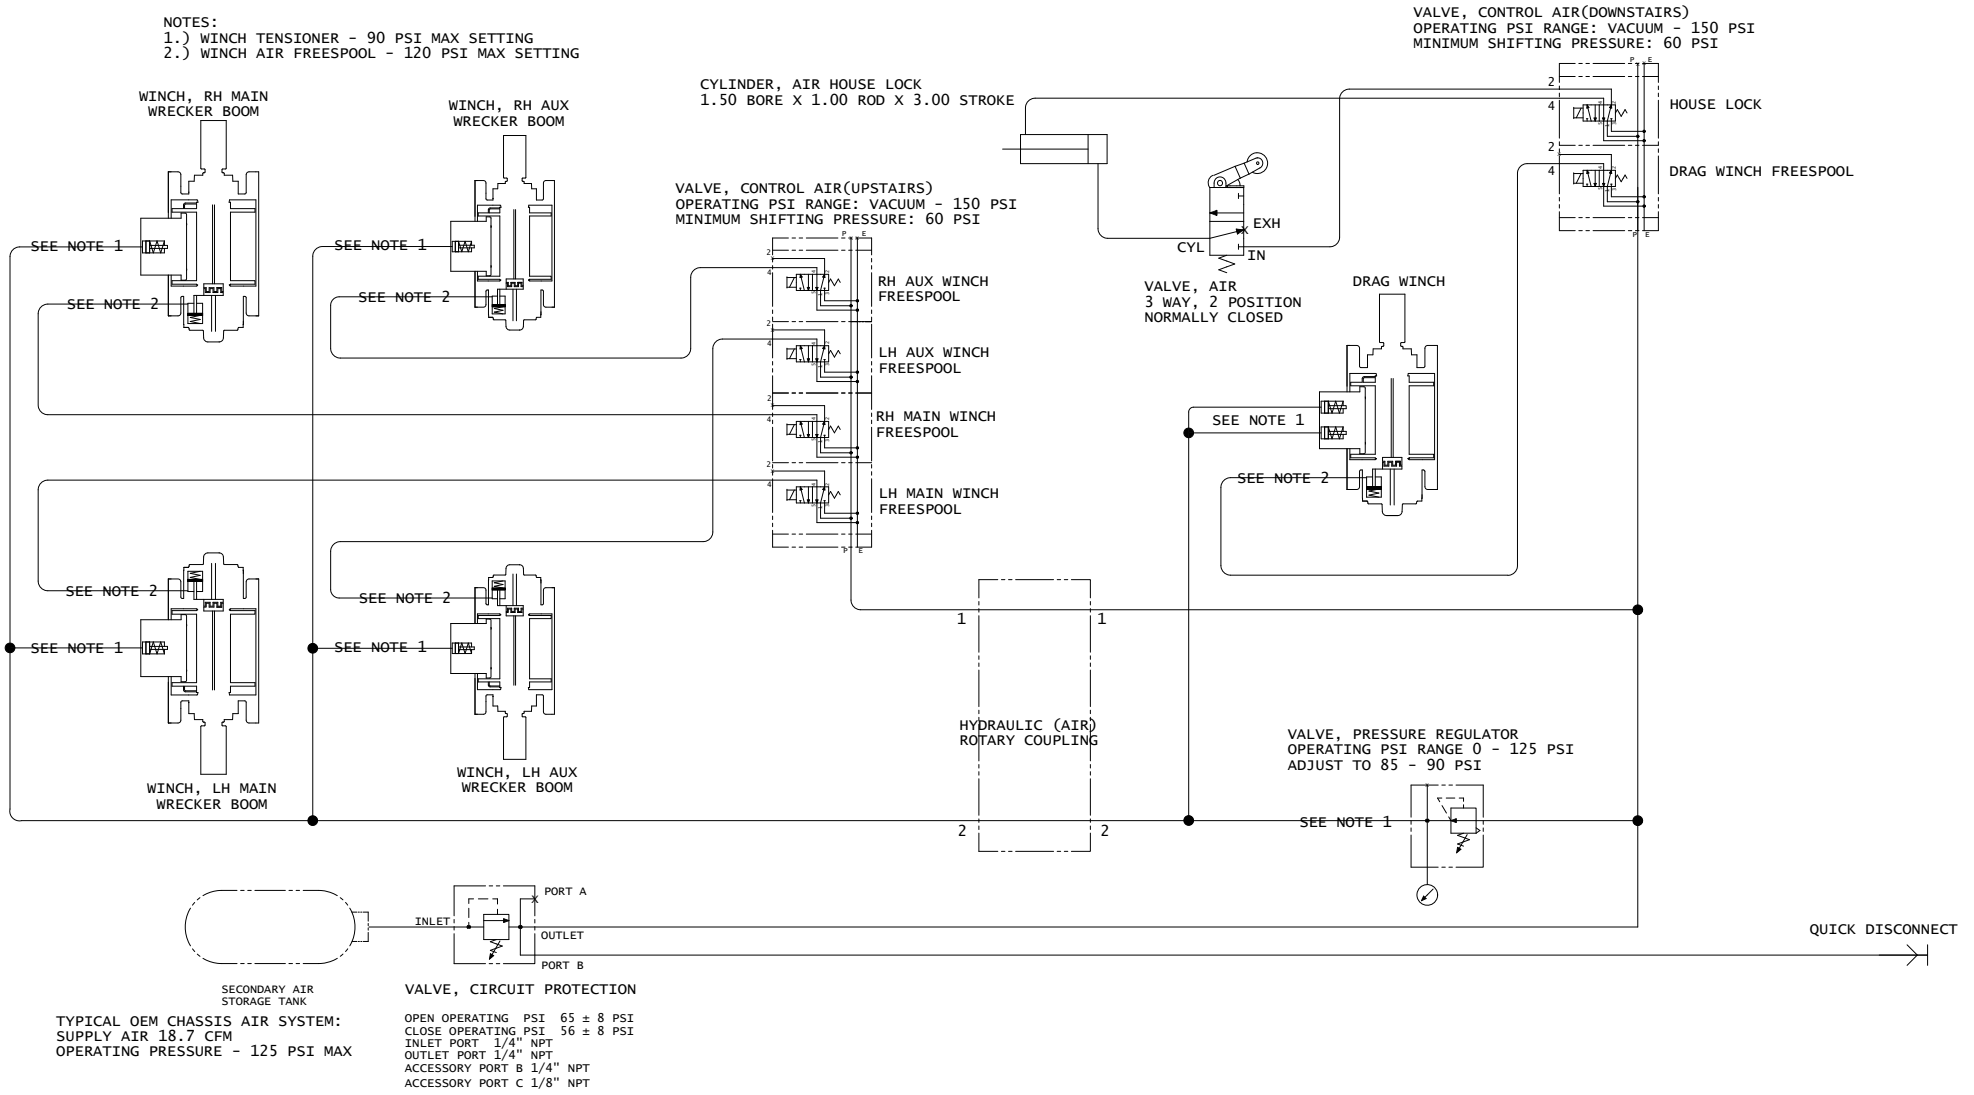 NOTES:
1.) WINCH TENSIONER - 90 PSI MAX SETTING
2.) WINCH AIR FREESPOOL - 120 PSI MAX SETTING
VALVE, CONTROL AIR(DOWNSTAIRS)
OPERATING PSI RANGE: VACUUM - 150 PSI
MINIMUM SHIFTING PRESSURE: 60 PSI
P E
2
4
HOUSE LOCK
2
4
DRAG WINCH FREESPOOL
P E
CYLINDER, AIR HOUSE LOCK
1.50 BORE X 1.00 ROD X 3.00 STROKE
WINCH, RH MAIN
WRECKER BOOM
WINCH, RH AUX
WRECKER BOOM
SEE NOTE 1
SEE NOTE 2
SEE NOTE 1
SEE NOTE 2
VALVE, CONTROL AIR(UPSTAIRS)
OPERATING PSI RANGE: VACUUM - 150 PSI
MINIMUM SHIFTING PRESSURE: 60 PSI
P E
2
4
RH AUX WINCH
FREESPOOL
2
4
LH AUX WINCH
FREESPOOL
2
4
RH MAIN WINCH
FREESPOOL
2
4
LH MAIN WINCH
FREESPOOL
P E
EXH
CYL
IN
VALVE, AIR
3 WAY, 2 POSITION
NORMALLY CLOSED
DRAG WINCH
SEE NOTE 1
SEE NOTE 2
SEE NOTE 2
SEE NOTE 1
SEE NOTE 2
SEE NOTE 1
WINCH, LH MAIN
WRECKER BOOM
WINCH, LH AUX
WRECKER BOOM
1
1
HYDRAULIC (AIR)
ROTARY COUPLING
2
2
VALVE, PRESSURE REGULATOR
OPERATING PSI RANGE 0 - 125 PSI
ADJUST TO 85 - 90 PSI
SEE NOTE 1
PORT A
INLET
OUTLET
PORT B
QUICK DISCONNECT
SECONDARY AIR
STORAGE TANK
TYPICAL OEM CHASSIS AIR SYSTEM:
SUPPLY AIR 18.7 CFM
OPERATING PRESSURE - 125 PSI MAX
VALVE, CIRCUIT PROTECTION
OPEN OPERATING PSI 65 ± 8 PSI
CLOSE OPERATING PSI 56 ± 8 PSI
INLET PORT 1/4" NPT
OUTLET PORT 1/4" NPT
ACCESSORY PORT B 1/4" NPT
ACCESSORY PORT C 1/8" NPT